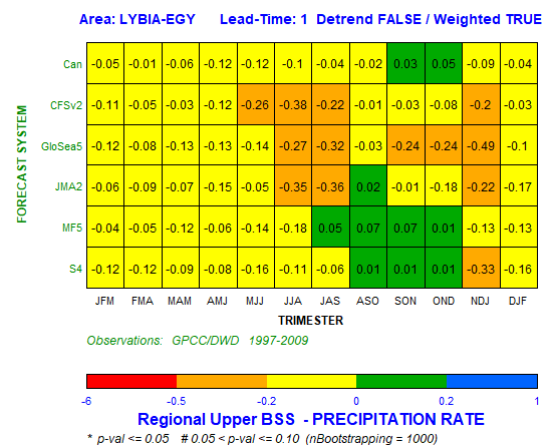 Area: LYBIA-EGY Lead-Time: 1 Detrend FALSE / Weighted TRUE
FORECAST SYSTEM
Can -0.05 -0.01 -0.06 -0.12 -0.12 -0.1 -0.04 -0.02 0.03 0.05 -0.09 -0.04
CFSv2 -0.11 -0.05 -0.03 -0.12 -0.26 -0.38 -0.22 -0.01 -0.03 -0.08 -0.2 -0.03
GloSea5 -0.12 -0.08 -0.13 -0.13 -0.14 -0.27 -0.32 -0.03 -0.24 -0.24 -0.49 -0.1
JMA2 -0.06 -0.09 -0.07 -0.15 -0.05 -0.35 -0.36 0.02 -0.01 -0.18 -0.22 -0.17
MF5 -0.04 -0.05 -0.12 -0.06 -0.14 -0.18 0.05 0.07 0.07 0.01 -0.13 -0.13
S4 -0.12 -0.12 -0.09 -0.08 -0.16 -0.11 -0.06 0.01 0.01 0.01 -0.33 -0.16
JFM FMA MAM AMJ MJJ JJA JAS ASO SON OND NDJ DJF
TRIMESTER
Observations: GPCC/DWD 1997-2009
-6 -0.5 -0.2 0 0.2 1
Regional Upper BSS - PRECIPITATION RATE
* p-val <= 0.05 # 0.05 < p-val <= 0.10 (nBootstrapping = 1000)